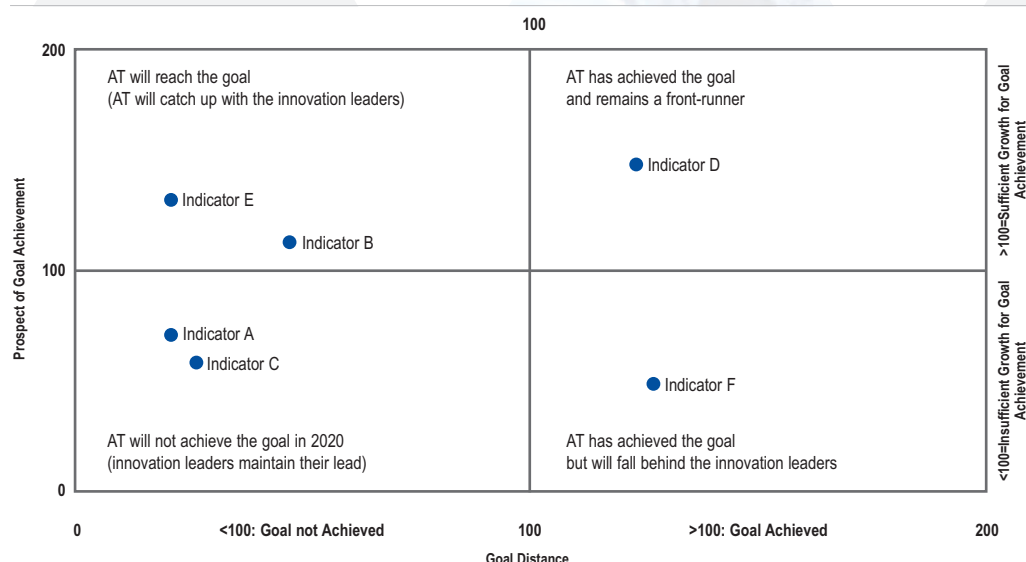 100
200
AT will reach the goal
(AT will catch up with the innovation leaders)
AT has achieved the goal
and remains a front-runner
Indicator D
Indicator E
Indicator B
>100=Sufficient Growth for Goal
Achievement
Prospect of Goal Achievement
100
Indicator A
Indicator C
Indicator F
AT will not achieve the goal in 2020
(innovation leaders maintain their lead)
AT has achieved the goal
but will fall behind the innovation leaders
<100=Insufficient Growth for Goal
Achievement
0
0
<100: Goal not Achieved
100
>100: Goal Achieved
200
Goal Distance